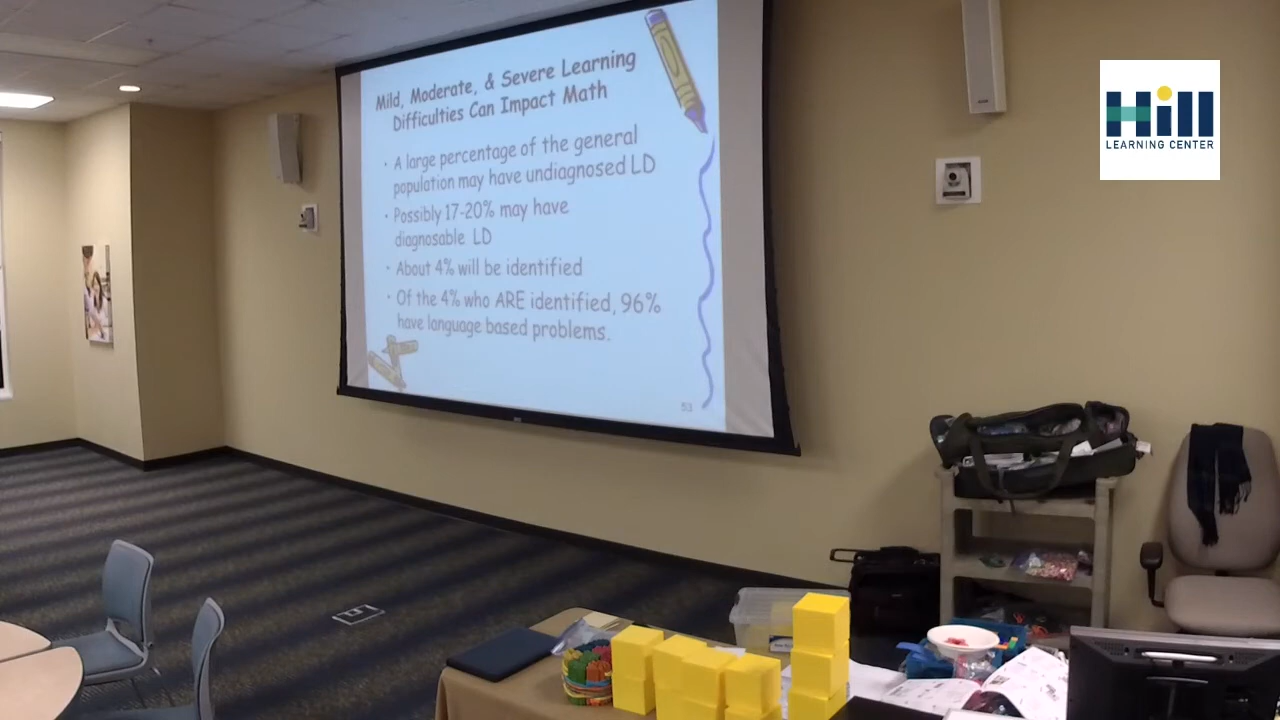 Mild, Moderate, & Severe Learning
Difficulties Can Impact Math
· A large percentage of the general
population may have undiagnosed LD
· Possibly 17-20% may have
diagnosable LD
· About 4% will be identified
· Of the 4% who ARE identified, 96%
have language based problems.
53
Hill
LEARNING CENTER